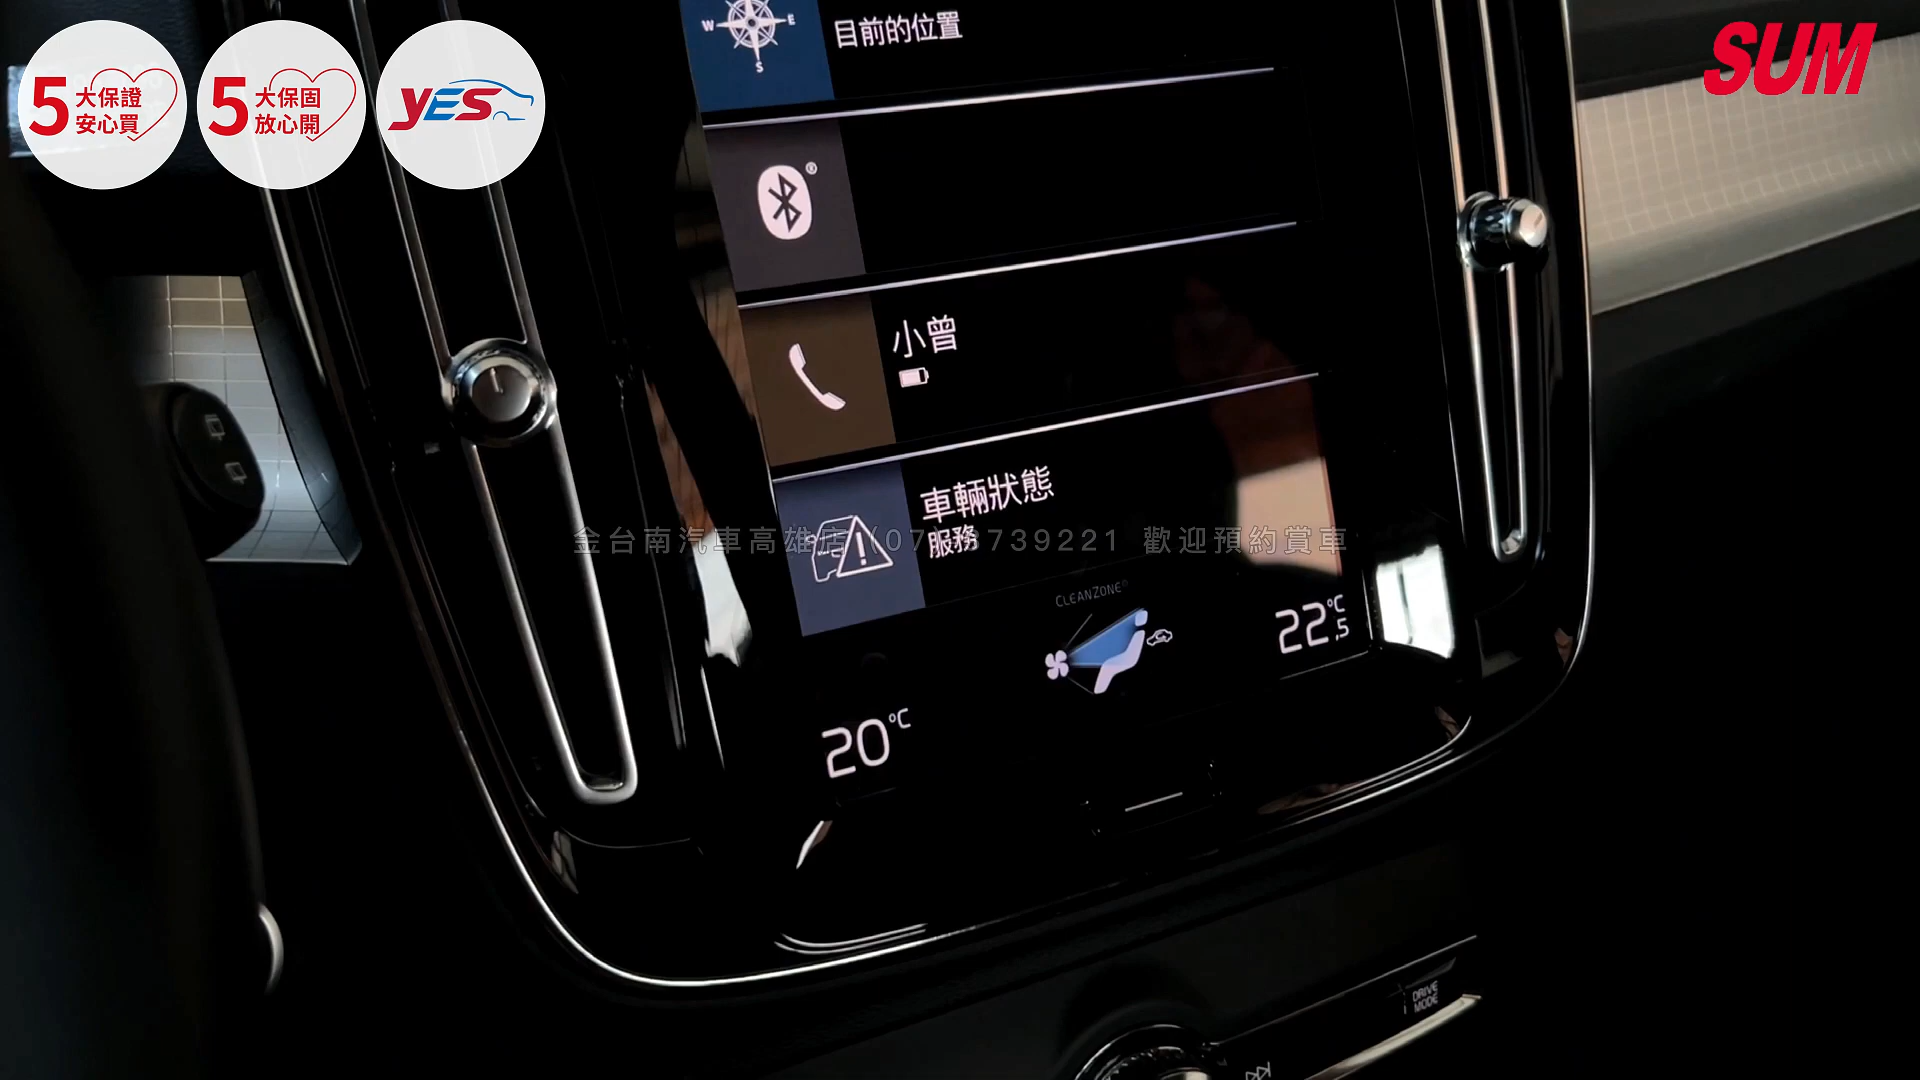 5 大保證
安心買
5 大保固
放心開
YES
SUM
W E
S
目前的位置
小曾
車輛狀態
服務
金台南汽車高雄店 (07 3739221 歡迎預約賞車
CLEANZONE®
22,5 °C
20 °C
DRIVE
MODE